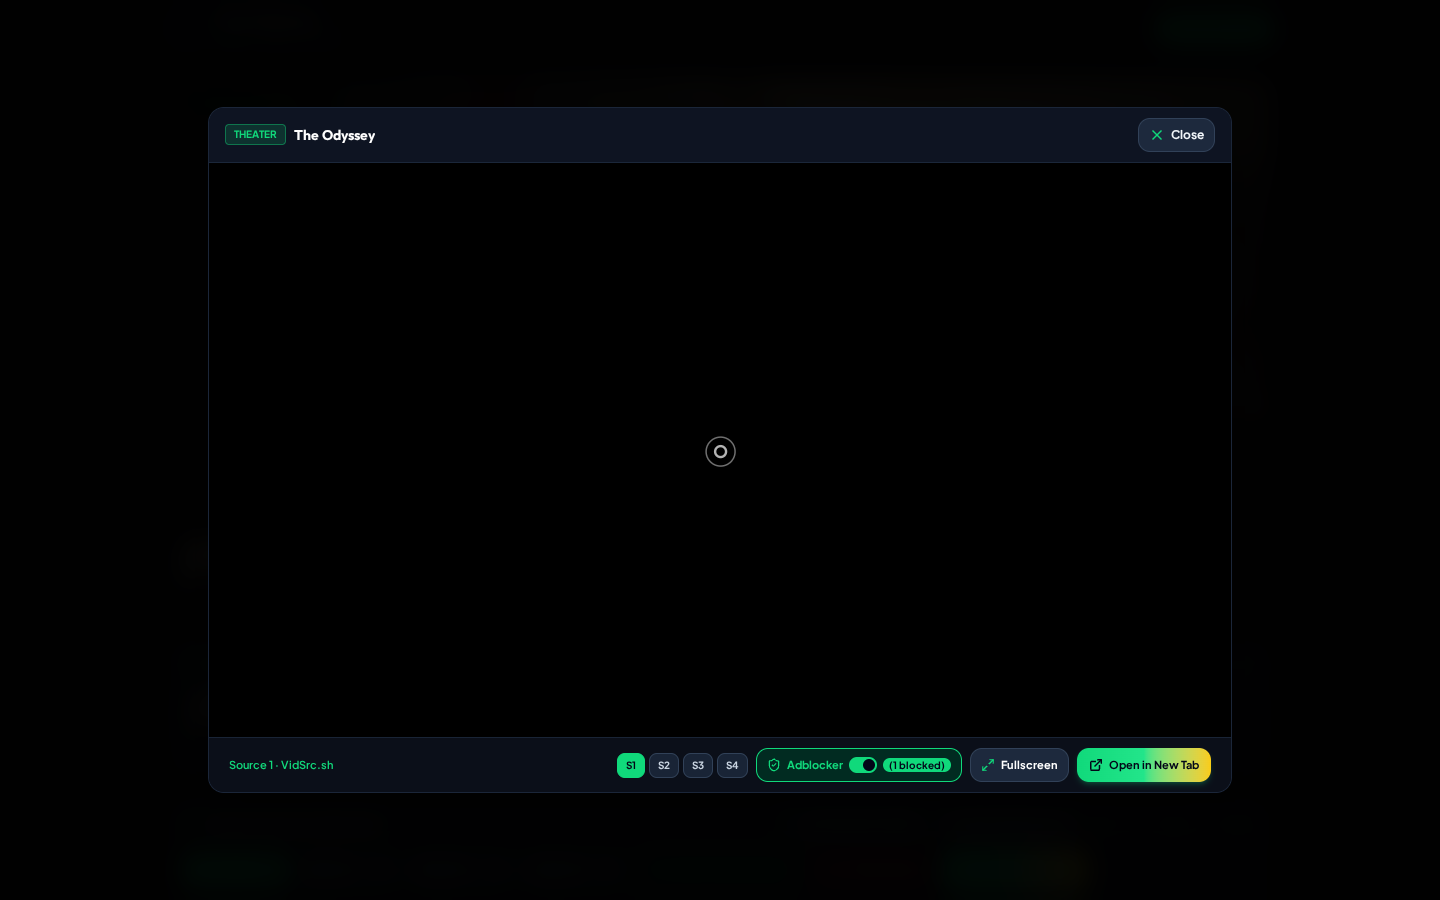 THEATER The Odyssey Close
Source 1 · VidSrc.sh S1 S2 S3 S4 Adblocker (1 blocked) Fullscreen Open in New Tab